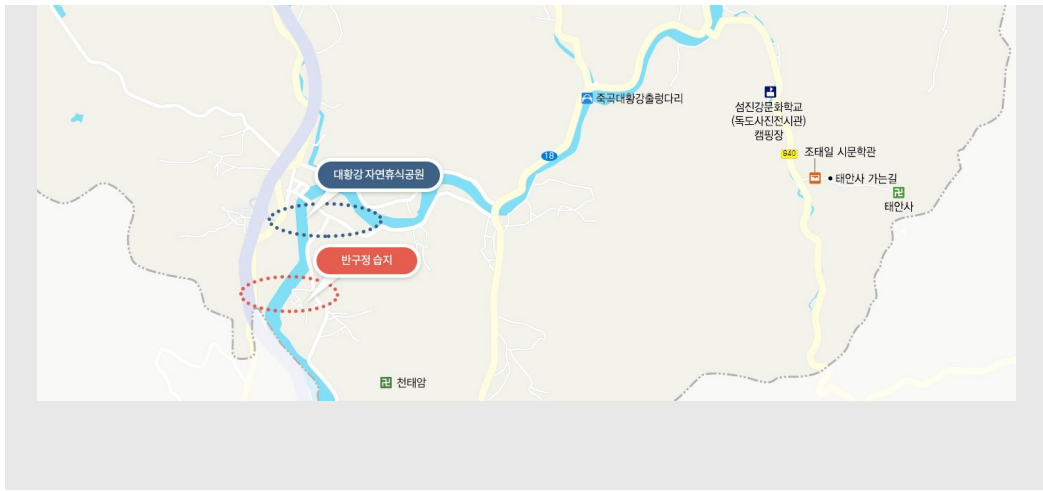 죽곡대황강출렁다리
섬진강문화학교
(독도사진전시관)
캠핑장
18
840
조태일 시문학관
• 태안사 가는길
태안사
대황강 자연휴식공원
반구정 습지
천태암